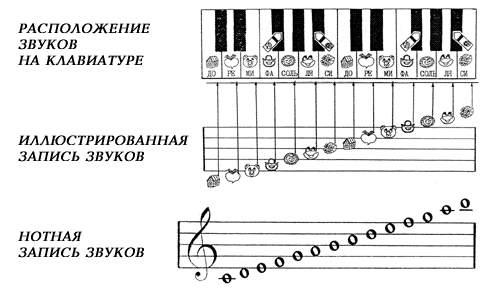 РАСПОЛОЖЕНИЕ
ЗВУКОВ
НА КЛАВИАТУРЕ
ДО РЕ МИ ФА СОЛЬ ЛЯ СИ ДО РЕ МИ ФА СОЛЬ ЛЯ СИ
ИЛЛЮСТРИРОВАННАЯ
ЗАПИСЬ ЗВУКОВ
НОТНАЯ
ЗАПИСЬ ЗВУКОВ